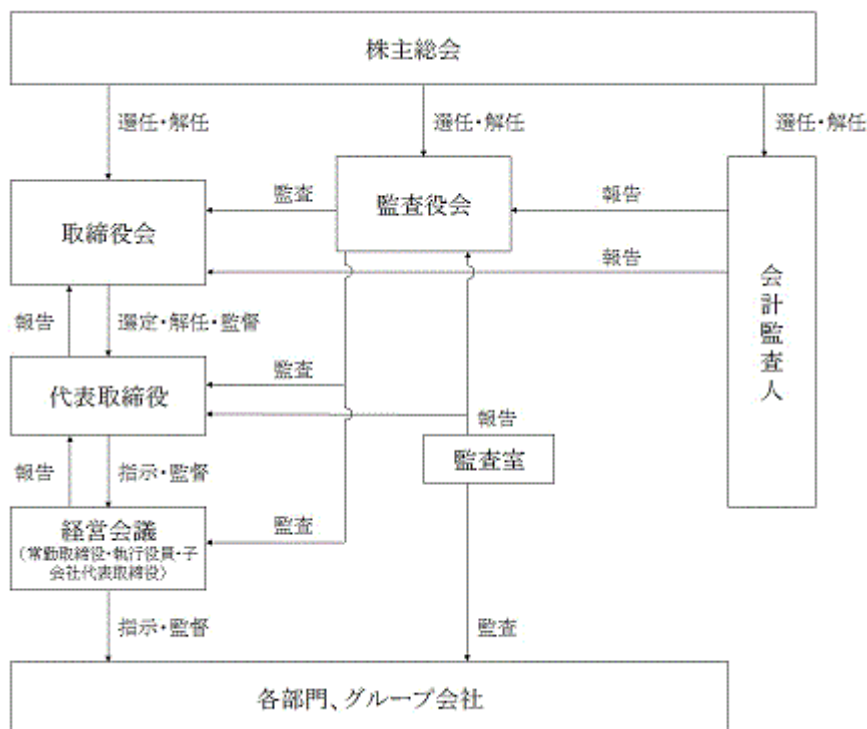 株主総会
選任・解任
選任・解任
選任・解任
監査
監査役会
報告
取締役会
報告
会計監査人
報告
選定・解任・監督
監査
代表取締役
報告
監査室
報告
指示・監督
経営会議
(常勤取締役・執行役員・子
会社代表取締役)
監査
指示・監督
監査
各部門、グループ会社